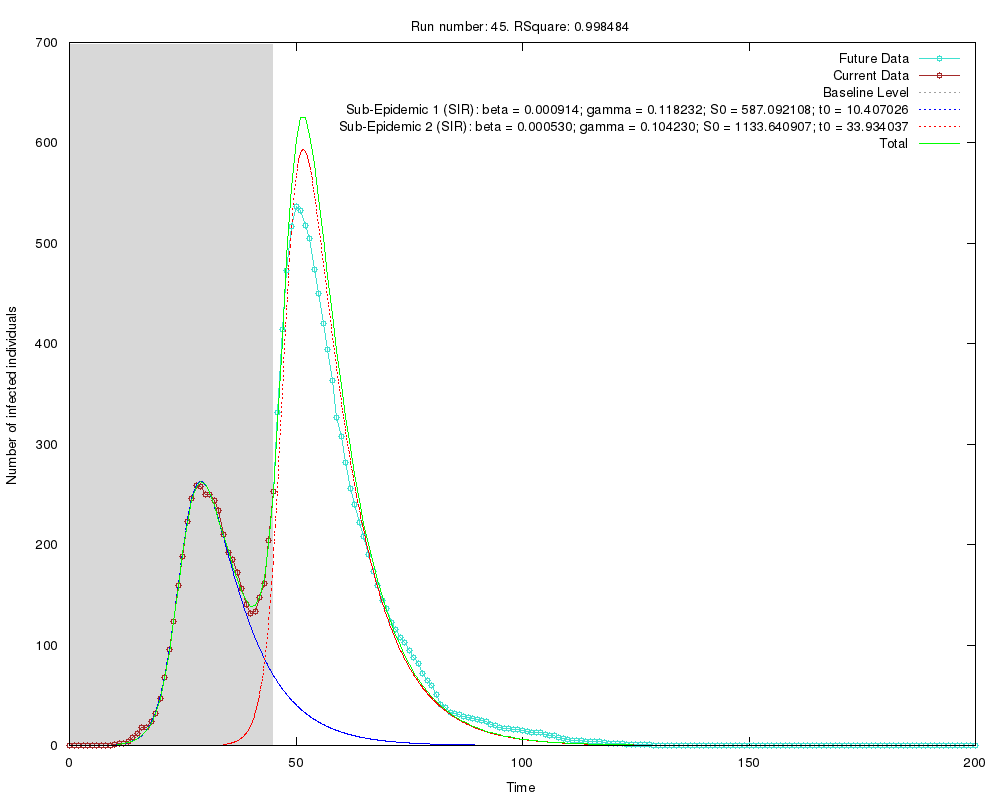 Run number: 45. RSquare: 0.998484
700
600
500
400
300
200
100
0
Number of infected individuals
Future Data
Current Data
Baseline Level
Sub-Epidemic 1 (SIR): beta = 0.000914; gamma = 0.118232; S0 = 587.092108; t0 = 10.407026
Sub-Epidemic 2 (SIR): beta = 0.000530; gamma = 0.104230; S0 = 1133.640907; t0 = 33.934037
Total
0 50 100 150 200
Time